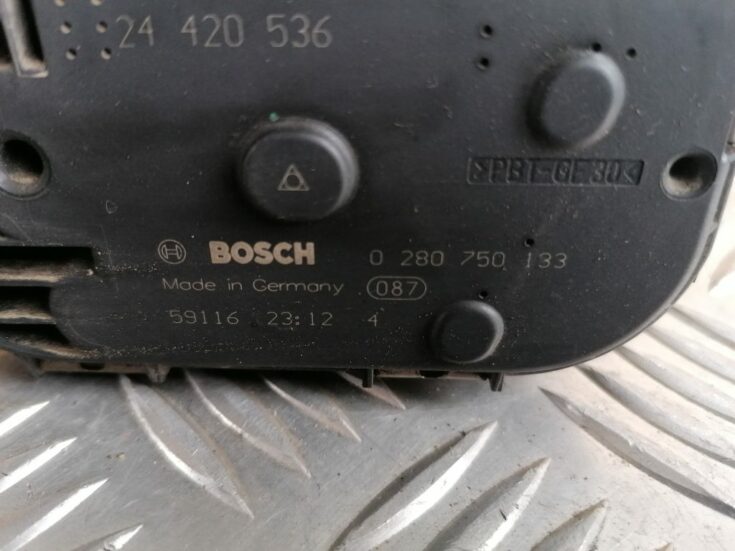 24 420 536
>PBT-GF30<
BOSCH 0 280 750 133
Made in Germany 087
59116 23:12 4